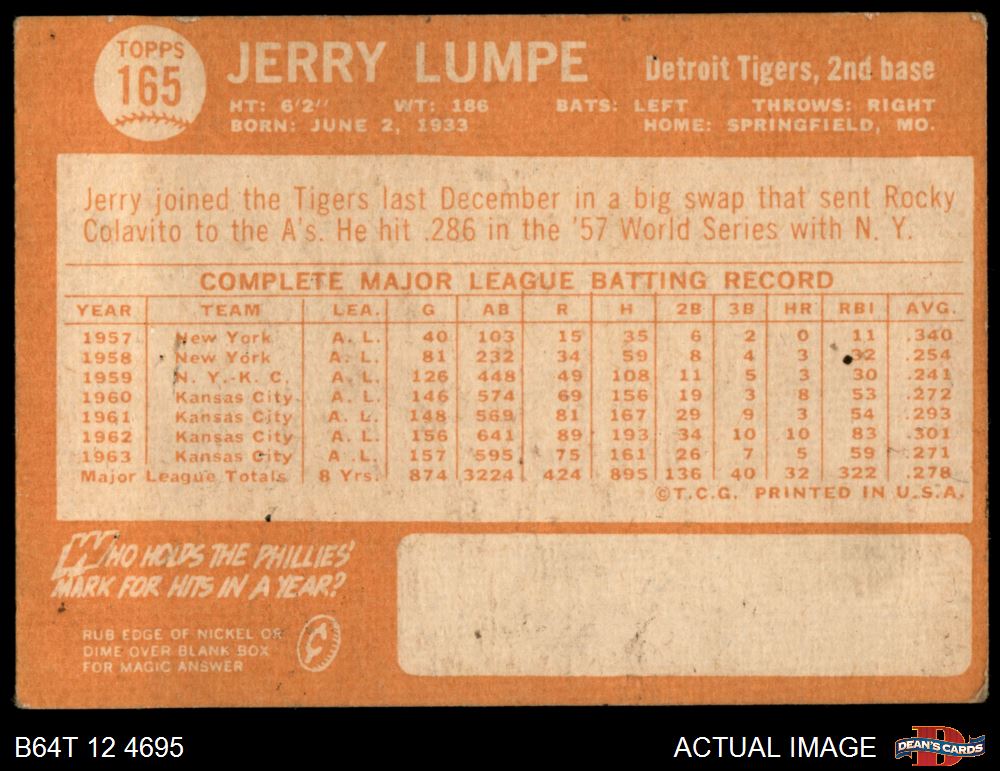 TOPPS
165
JERRY LUMPE
Detroit Tigers, 2nd base
HT: 6'2" WT: 186 BATS: LEFT THROWS: RIGHT
BORN: JUNE 2, 1933 HOME: SPRINGFIELD, MO.
Jerry joined the Tigers last December in a big swap that sent Rocky
Colavito to the A's. He hit .286 in the '57 World Series with N. Y.
COMPLETE MAJOR LEAGUE BATTING RECORD
YEAR TEAM LEA. G AB R H 2B 3B HR RBI AVG.
1957 New York A. L. 40 103 15 35 6 2 0 11 .340
1958 New York A. L. 81 232 34 59 8 4 3 32 .254
1959 N. Y.-K. C. A. L. 126 448 49 108 11 5 3 30 .241
1960 Kansas City A. L. 146 574 69 156 19 3 8 53 .272
1961 Kansas City A. L. 148 569 81 167 29 9 3 54 .293
1962 Kansas City A. L. 156 641 89 193 34 10 10 83 .301
1963 Kansas City A. L. 157 595 75 161 26 7 5 59 .271
Major League Totals 8 Yrs. 874 3224 424 895 136 40 32 322 .278
©T.C.G. PRINTED IN U.S.A.
WHO HOLDS THE PHILLIES'
MARK FOR HITS IN A YEAR?
RUB EDGE OF NICKEL OR
DIME OVER BLANK BOX
FOR MAGIC ANSWER
¢
B64T 12 4695
ACTUAL IMAGE
D
DEAN'S CARDS